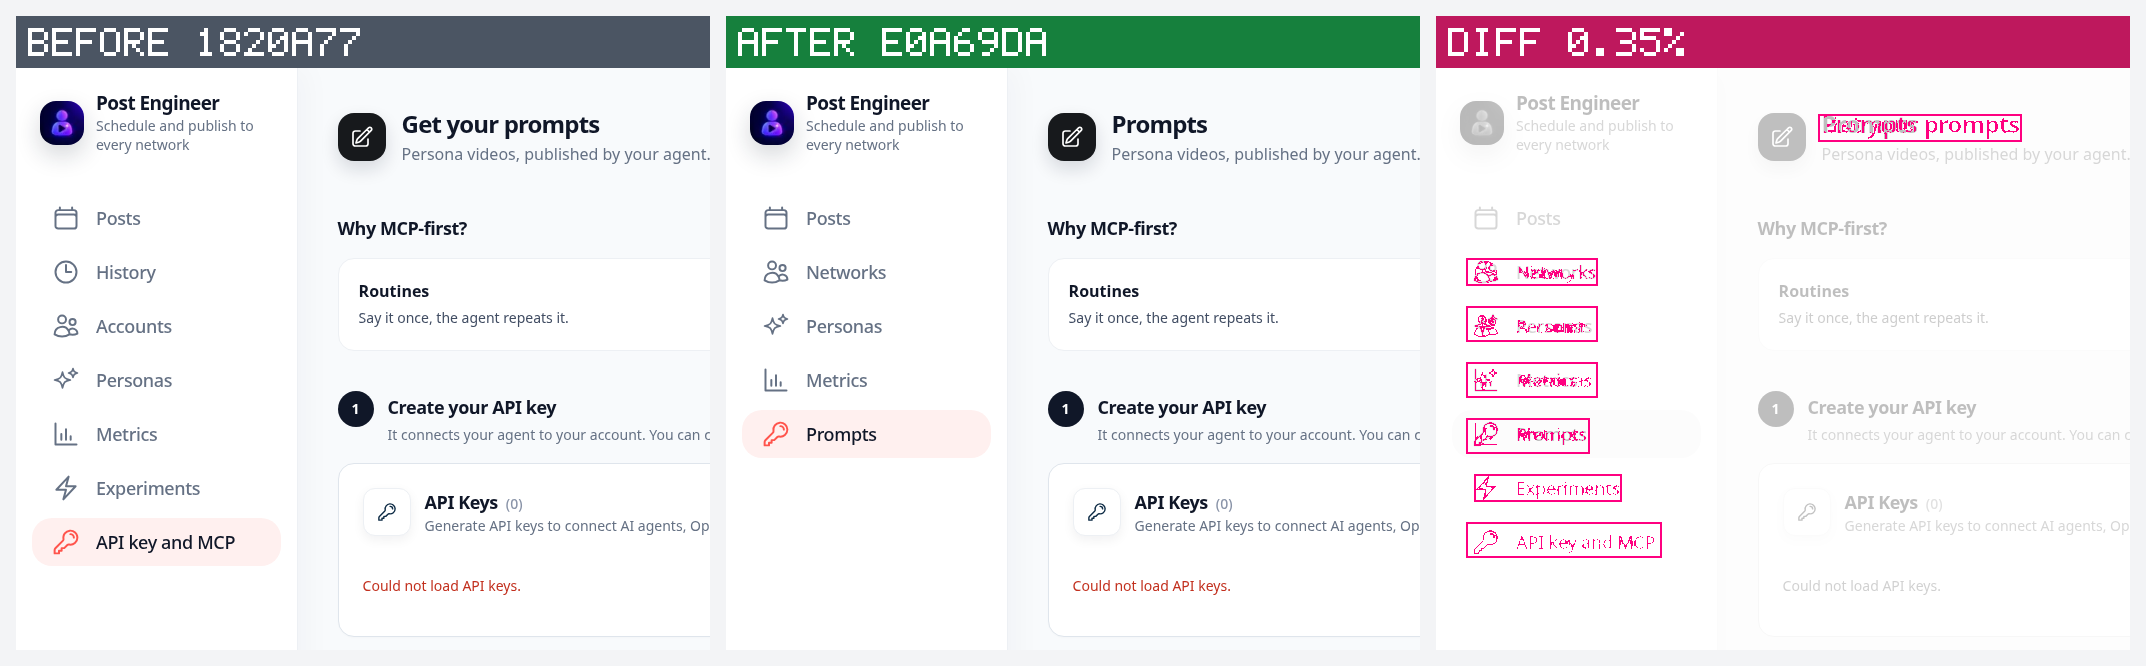 BEFORE 1820A77
Post Engineer
Schedule and publish to
every network
Posts
History
Accounts
Personas
Metrics
Experiments
API key and MCP
Get your prompts
Persona videos, published by your agent.
Why MCP-first?
Routines
Say it once, the agent repeats it.
1
Create your API key
It connects your agent to your account. You can c
API Keys (0)
Generate API keys to connect AI agents, Op
Could not load API keys.
AFTER E0A69DA
Post Engineer
Schedule and publish to
every network
Posts
Networks
Personas
Metrics
Prompts
Prompts
Persona videos, published by your agent.
Why MCP-first?
Routines
Say it once, the agent repeats it.
1
Create your API key
It connects your agent to your account. You can c
API Keys (0)
Generate API keys to connect AI agents, Op
Could not load API keys.
DIFF 0.35%
Post Engineer
Schedule and publish to
every network
Posts
Networks
Prompts
Experiments
API key and MCP
prompts
Persona videos, published by your agent.
Why MCP-first?
Routines
Say it once, the agent repeats it.
1
Create your API key
It connects your agent to your account. You can c
API Keys (0)
Generate API keys to connect AI agents, Op
Could not load API keys.